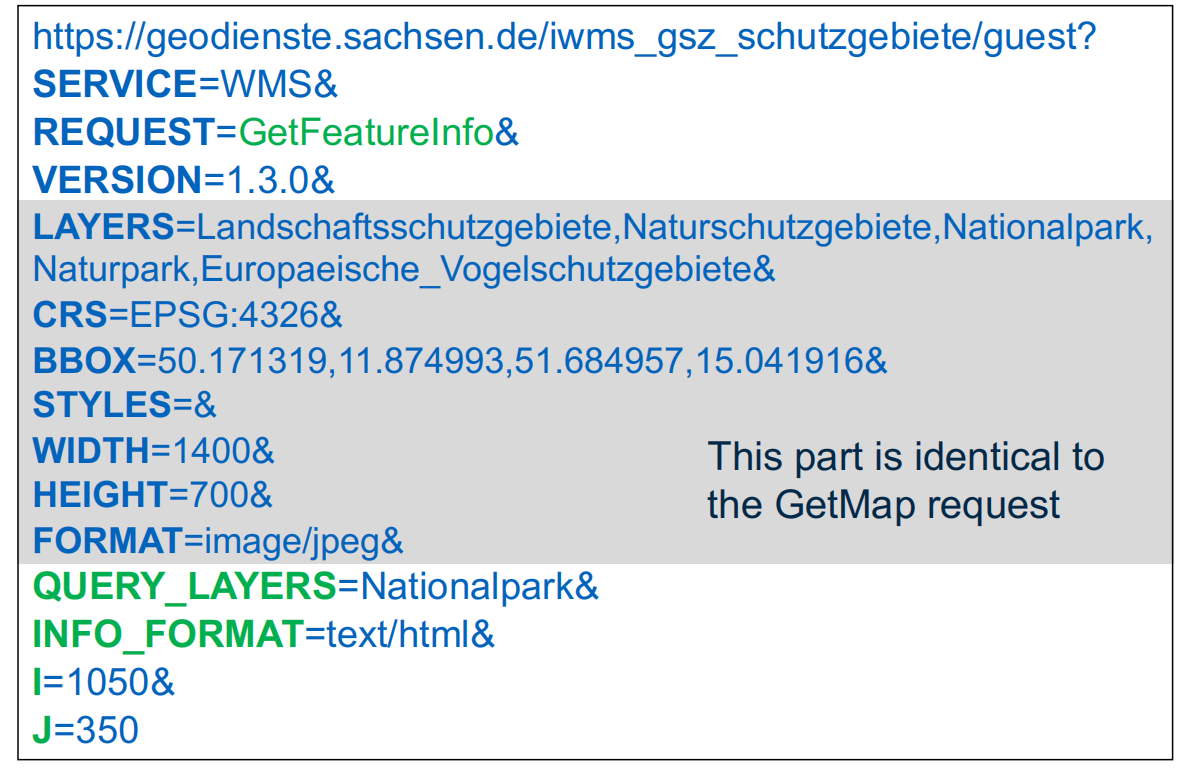 https://geodienste.sachsen.de/iwms_gsz_schutzgebiete/guest?
SERVICE=WMS&
REQUEST=GetFeatureInfo&
VERSION=1.3.0&
LAYERS=Landschaftsschutzgebiete,Naturschutzgebiete,Nationalpark,
Naturpark,Europaeische_Vogelschutzgebiete&
CRS=EPSG:4326&
BBOX=50.171319,11.874993,51.684957,15.041916&
STYLES=&
WIDTH=1400&
HEIGHT=700&
FORMAT=image/jpeg&
This part is identical to
the GetMap request
QUERY_LAYERS=Nationalpark&
INFO_FORMAT=text/html&
I=1050&
J=350